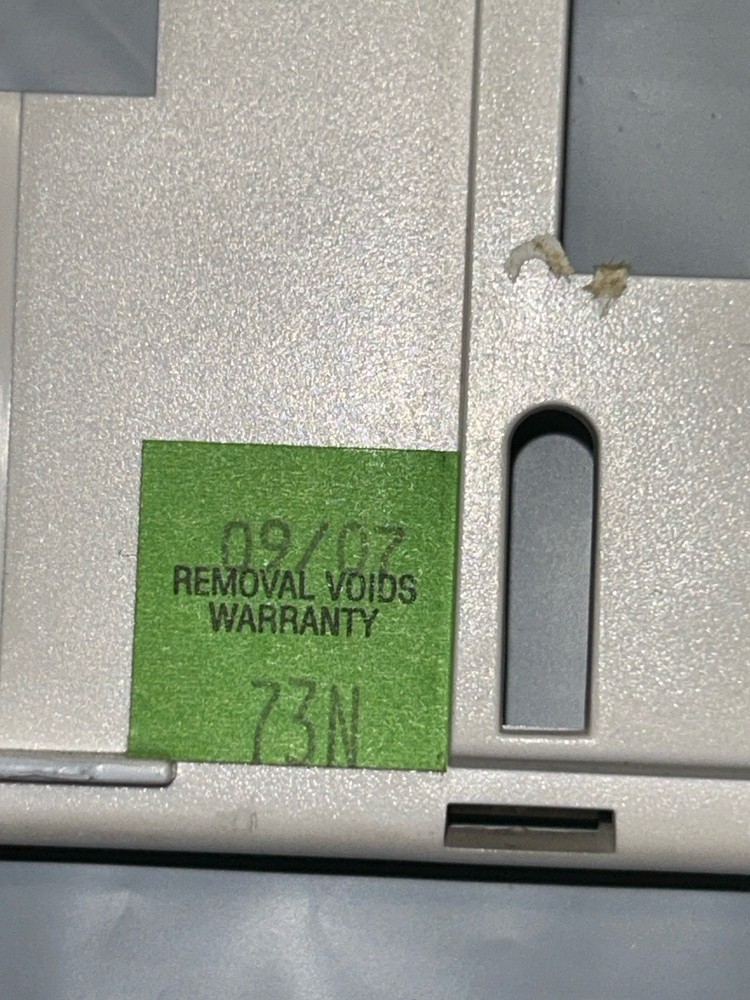 09/07
REMOVAL VOIDS
WARRANTY
73N